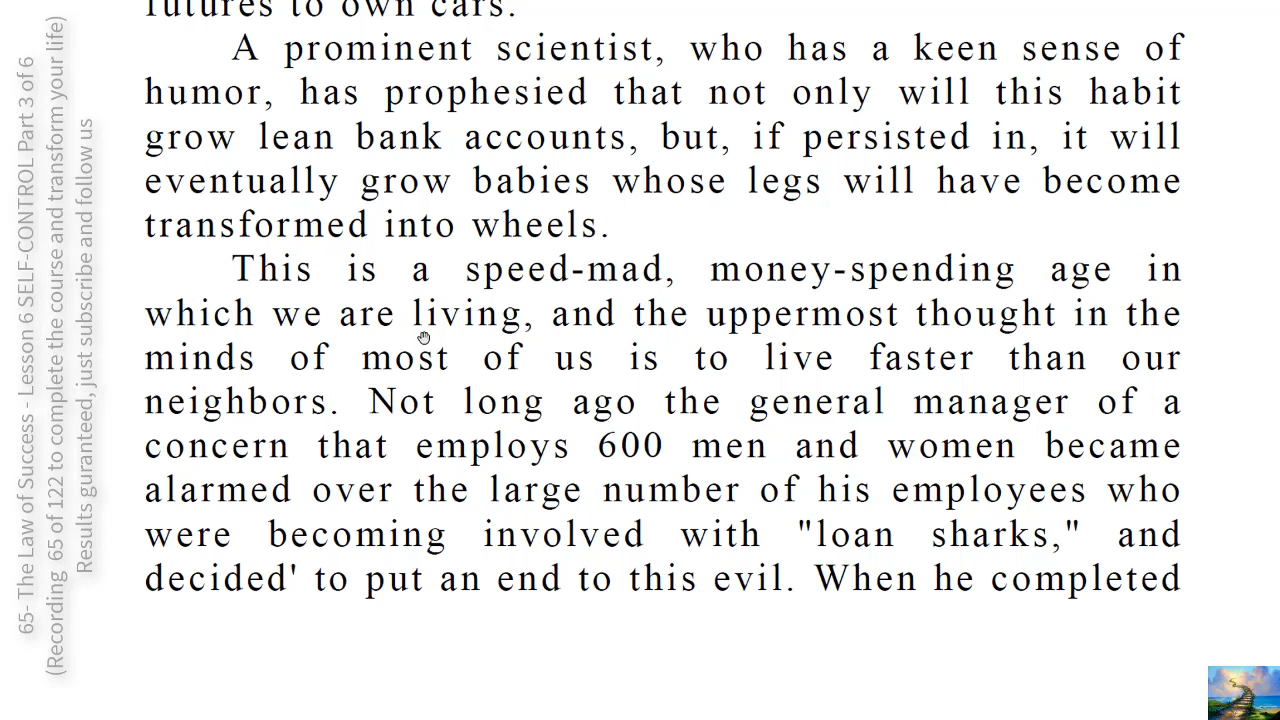 futures to own cars.
A prominent scientist, who has a keen sense of
humor, has prophesied that not only will this habit
grow lean bank accounts, but, if persisted in, it will
eventually grow babies whose legs will have become
transformed into wheels.
This is a speed-mad, money-spending age in
which we are living, and the uppermost thought in the
minds of most of us is to live faster than our
neighbors. Not long ago the general manager of a
concern that employs 600 men and women became
alarmed over the large number of his employees who
were becoming involved with "loan sharks," and
decided' to put an end to this evil. When he completed
65- The Law of Success - Lesson 6 SELF-CONTROL Part 3 of 6
(Recording 65 of 122 to complete the course and transform your life)
Results guranteed, just subscribe and follow us